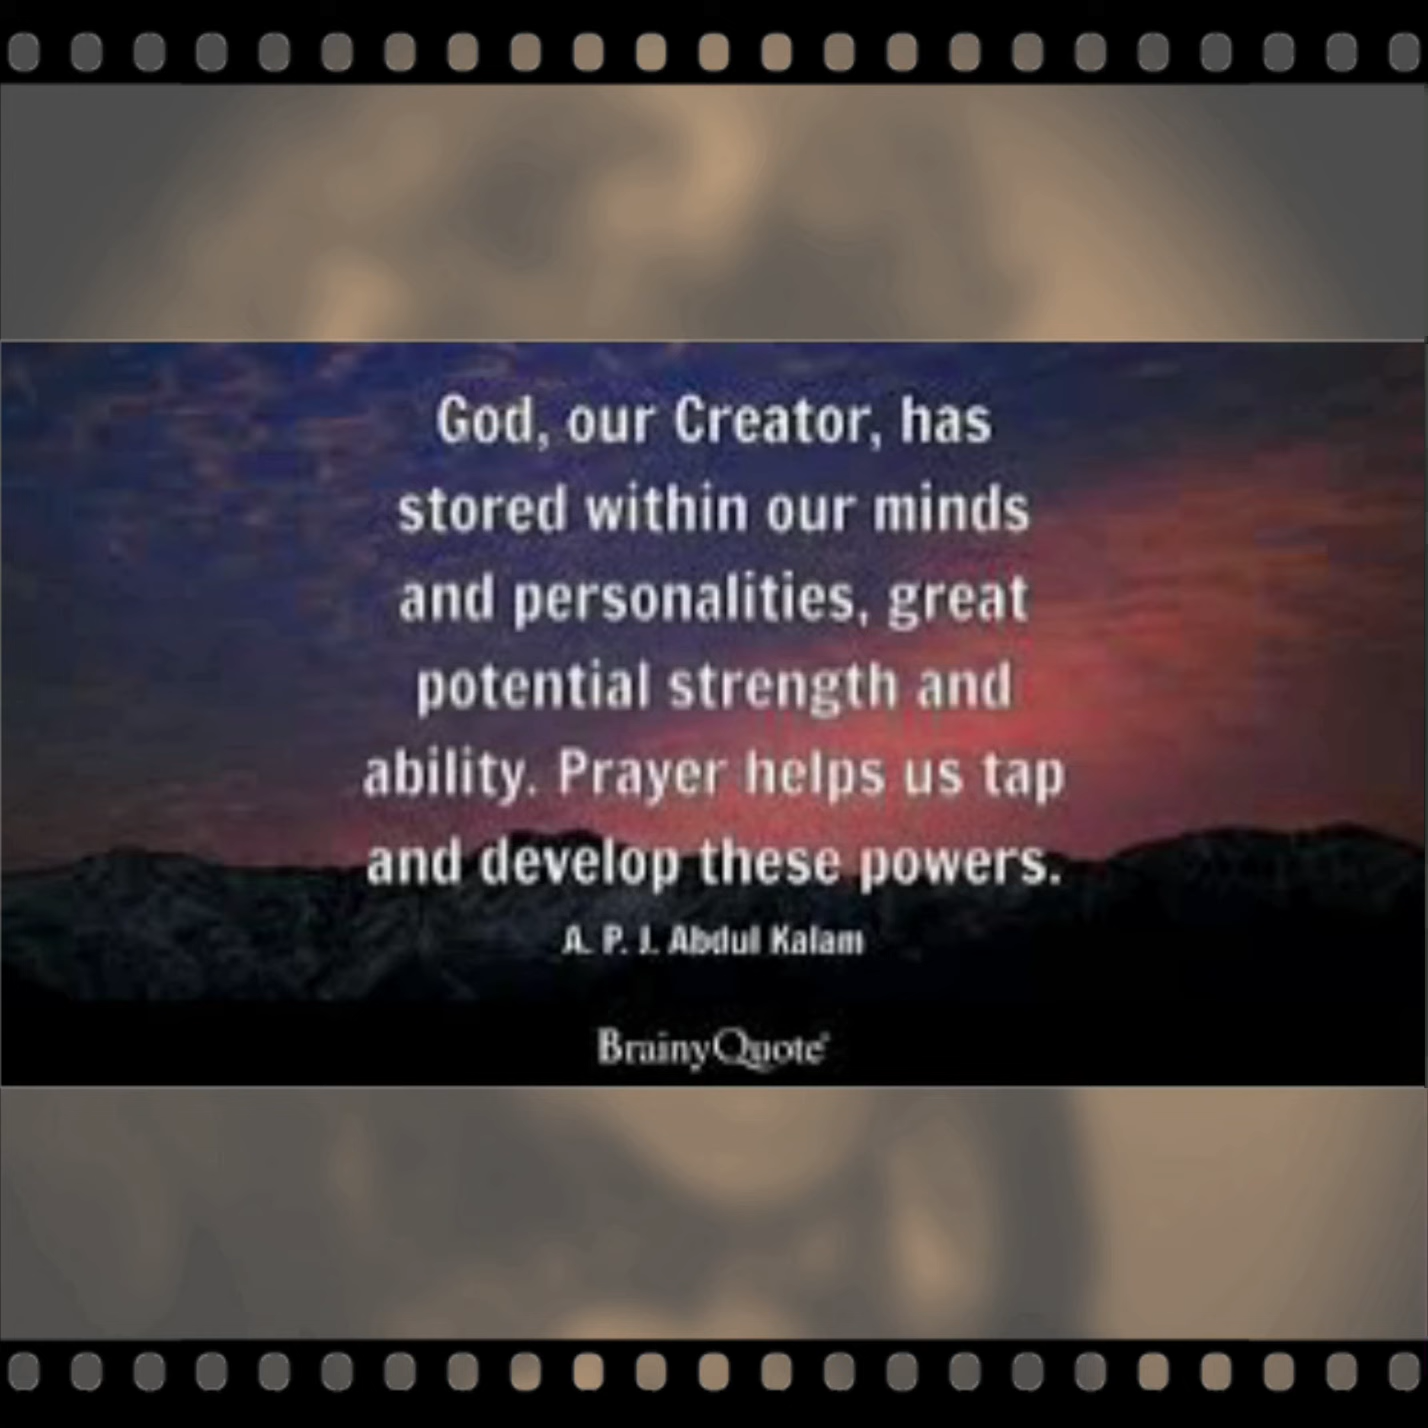 God, our Creator, has
stored within our minds
and personalities, great
potential strength and
ability. Prayer helps us tap
and develop these powers.
A. P. J. Abdul Kalam
BrainyQuote®